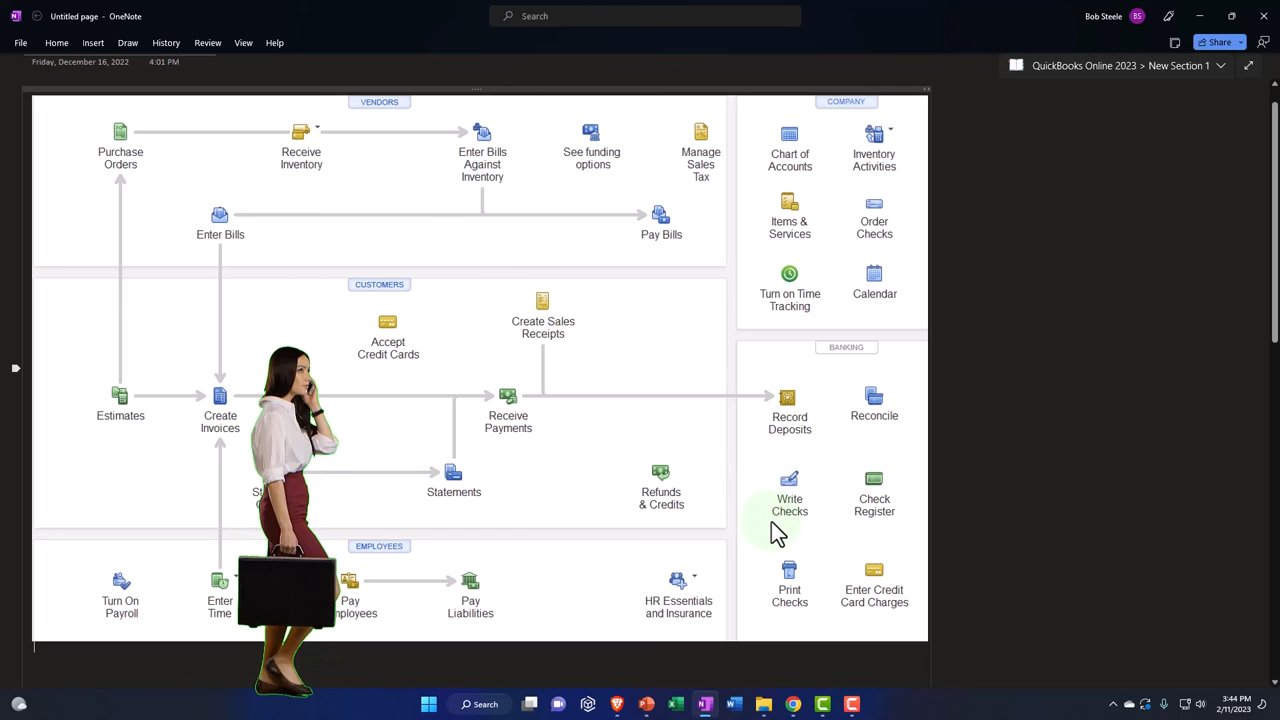 Untitled page - OneNote
Search
Bob Steele
BS
File
Home
Insert
Draw
History
Review
View
Help
Share
Friday, December 16, 2022
4:01 PM
QuickBooks Online 2023 > New Section 1
VENDORS
Purchase
Orders
Receive
Inventory
Enter Bills
Against
Inventory
See funding
options
Manage
Sales
Tax
Enter Bills
Pay Bills
CUSTOMERS
Accept
Credit Cards
Create Sales
Receipts
Estimates
Create
Invoices
Receive
Payments
Statements
Refunds
& Credits
EMPLOYEES
Turn On
Payroll
Enter
Time
Pay
Pay
Liabilities
HR Essentials
and Insurance
COMPANY
Chart of
Accounts
Inventory
Activities
Items &
Services
Order
Checks
Turn on Time
Tracking
Calendar
BANKING
Record
Deposits
Reconcile
Write
Checks
Check
Register
Print
Checks
Enter Credit
Card Charges
Search
3:44 PM
2/11/2023